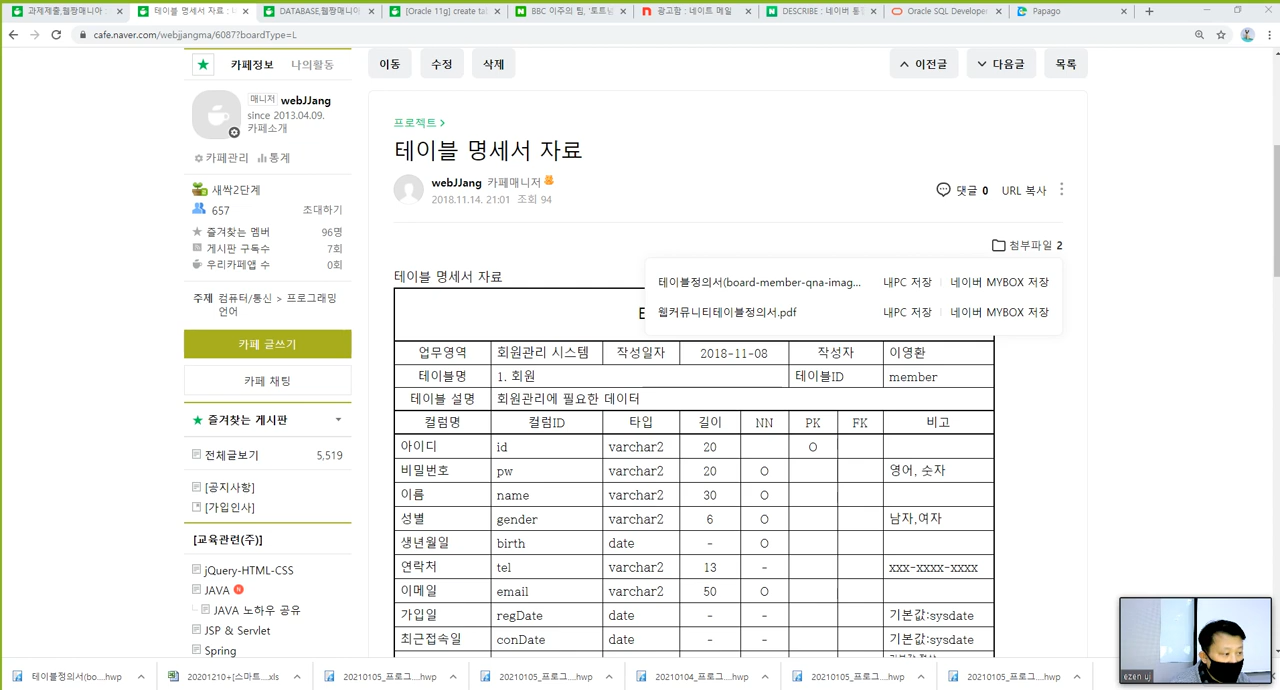 과제제출,웹짱매니아 : 
테이블 명세서 자료 : 네
DATABASE,웹짱매니아
[Oracle 11g] create tab
BBC 이주의 팀, '토트넘
광고함 : 네이트 메일
DESCRIBE : 네이버 통
Oracle SQL Developer
Papago
cafe.naver.com/webjjangma/6087?boardType=L
카페정보 나의활동
이동 수정 삭제
이전글 다음글 목록
매니저 webJJang
since 2013.04.09.
카페소개
카페관리 통계
새싹2단계
657 초대하기
즐겨찾는 멤버 96명
게시판 구독수 7회
우리카페앱 수 0회
주제 컴퓨터/통신 > 프로그래밍
언어
카페 글쓰기
카페 채팅
즐겨찾는 게시판
전체글보기 5,519
[공지사항]
[가입인사]
[교육관련(주)]
jQuery-HTML-CSS
JAVA
JAVA 노하우 공유
JSP & Servlet
Spring
프로젝트 >
테이블 명세서 자료
webJJang 카페매니저
2018.11.14. 21:01 조회 94
댓글 0 URL 복사
첨부파일 2
테이블정의서(board-member-qna-imag... 내PC 저장 네이버 MYBOX 저장
웹커뮤니티테이블정의서.pdf 내PC 저장 네이버 MYBOX 저장
테이블 명세서 자료
업무영역 회원관리 시스템 작성일자 2018-11-08 작성자 이영환
테이블명 1. 회원 테이블ID member
테이블 설명 회원관리에 필요한 데이터
컬럼명 컬럼ID 타입 길이 NN PK FK 비고
아이디 id varchar2 20 O
비밀번호 pw varchar2 20 O 영어, 숫자
이름 name varchar2 30 O
성별 gender varchar2 6 O 남자,여자
생년월일 birth date - O
연락처 tel varchar2 13 - xxx-xxxx-xxxx
이메일 email varchar2 50 O
가입일 regDate date - - 기본값:sysdate
최근접속일 conDate date - - 기본값:sysdate
ezen uj
테이블정의서(bo....hwp
20201210+[스마트....xls
20210105_프로그....hwp
20210105_프로그....hwp
20210104_프로그....hwp
20210105_프로그....hwp
20210105_프로그....hwp